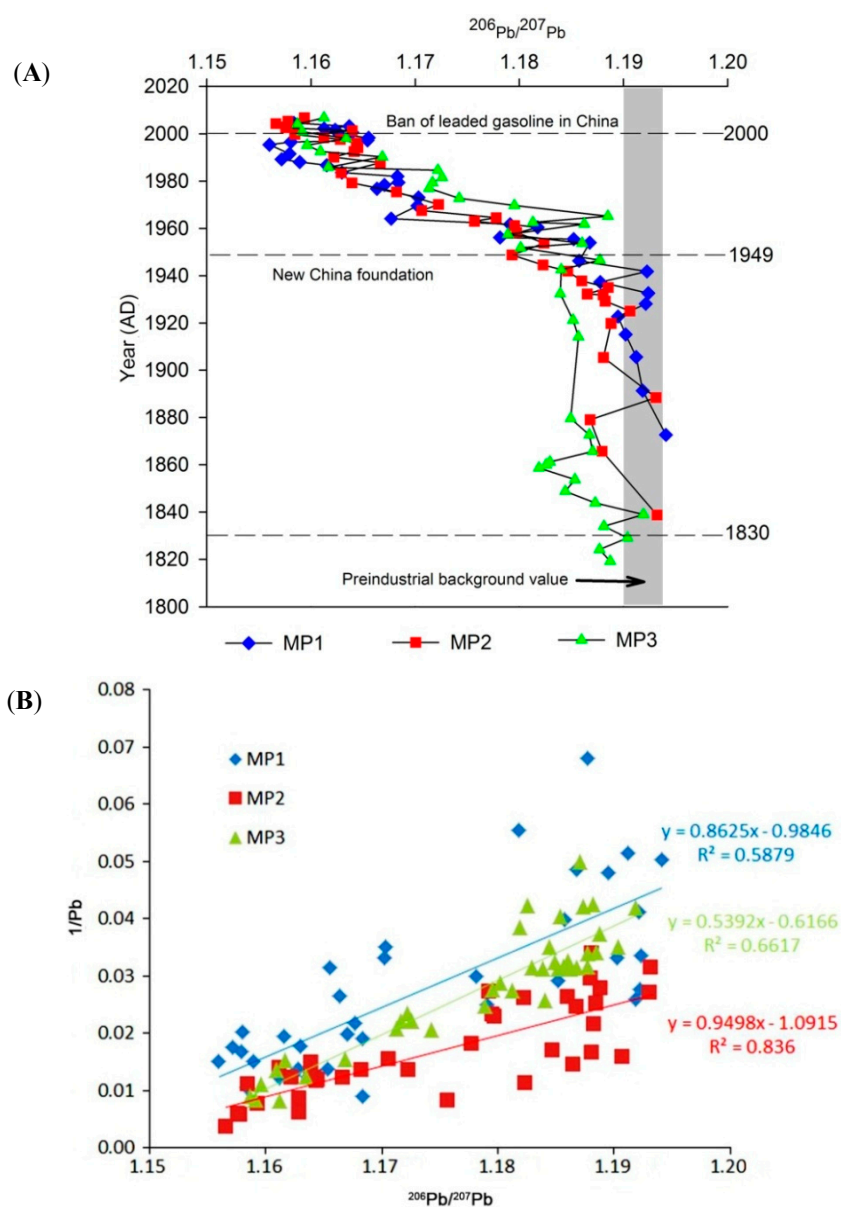 ²⁰⁶Pb/²⁰⁷Pb
(A)
1.15 1.16 1.17 1.18 1.19 1.20
2020
Ban of leaded gasoline in China
2000 2000
1980
1960
1949
1940
New China foundation
Year (AD)
1920
1900
1880
1860
1840
1830
1820
Preindustrial background value
1800
MP1 MP2 MP3
(B)
0.08
0.07
MP1
0.06
MP2
y = 0.8625x - 0.9846
R² = 0.5879
0.05
MP3
1/Pb
0.04
y = 0.5392x - 0.6166
R² = 0.6617
0.03
y = 0.9498x - 1.0915
R² = 0.836
0.02
0.01
0.00
1.15 1.16 1.17 1.18 1.19 1.20
²⁰⁶Pb/²⁰⁷Pb